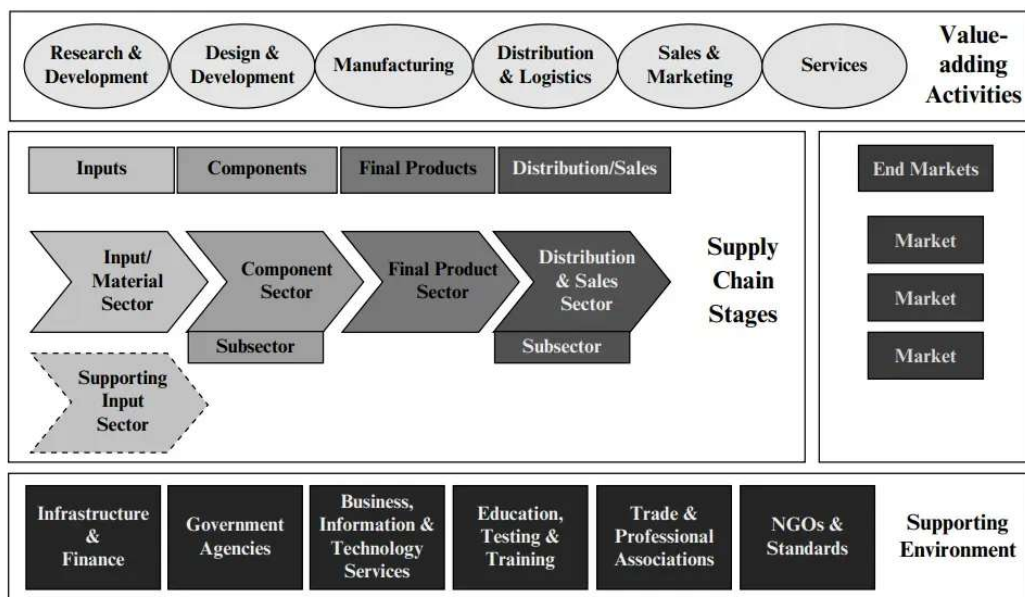 Research &
Development
Design &
Development
Manufacturing
Distribution
& Logistics
Sales &
Marketing
Services
Value-
adding
Activities
Inputs
Components
Final Products
Distribution/Sales
End Markets
Input/
Material
Sector
Component
Sector
Final Product
Sector
Distribution
& Sales
Sector
Supply
Chain
Stages
Subsector
Subsector
Supporting
Input
Sector
Market
Market
Market
Infrastructure
&
Finance
Government
Agencies
Business,
Information &
Technology
Services
Education,
Testing &
Training
Trade &
Professional
Associations
NGOs &
Standards
Supporting
Environment